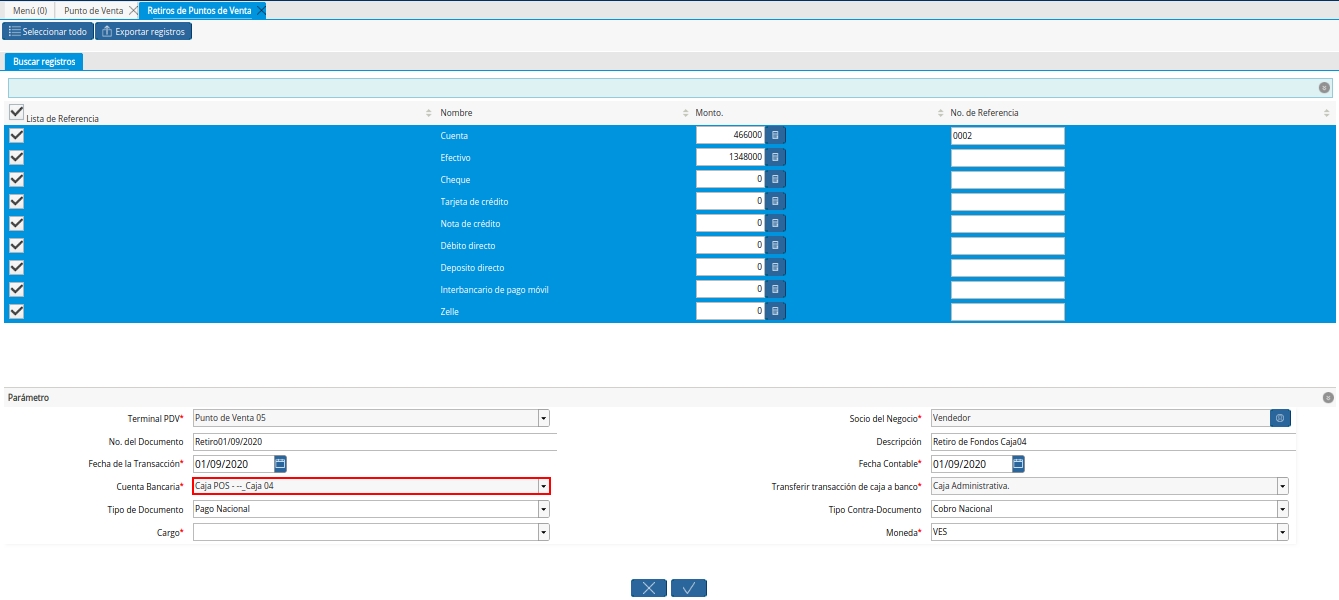 Menú (0) Punto de Venta Retiros de Puntos de Venta
Seleccionar todo Exportar registros
Buscar registros
Lista de Referencia Nombre Monto. No. de Referencia
Cuenta 466000 0002
Efectivo 1348000
Cheque 0
Tarjeta de crédito 0
Nota de crédito 0
Débito directo 0
Deposito directo 0
Interbancario de pago móvil 0
Zelle 0
Parámetro
Terminal PDV* Punto de Venta 05 Socio del Negocio* Vendedor
No. del Documento Retiro01/09/2020 Descripción Retiro de Fondos Caja04
Fecha de la Transacción* 01/09/2020 Fecha Contable* 01/09/2020
Cuenta Bancaria* Caja POS - --_Caja 04 Transferir transacción de caja a banco* Caja Administrativa.
Tipo de Documento Pago Nacional Tipo Contra-Documento Cobro Nacional
Cargo* Moneda* VES